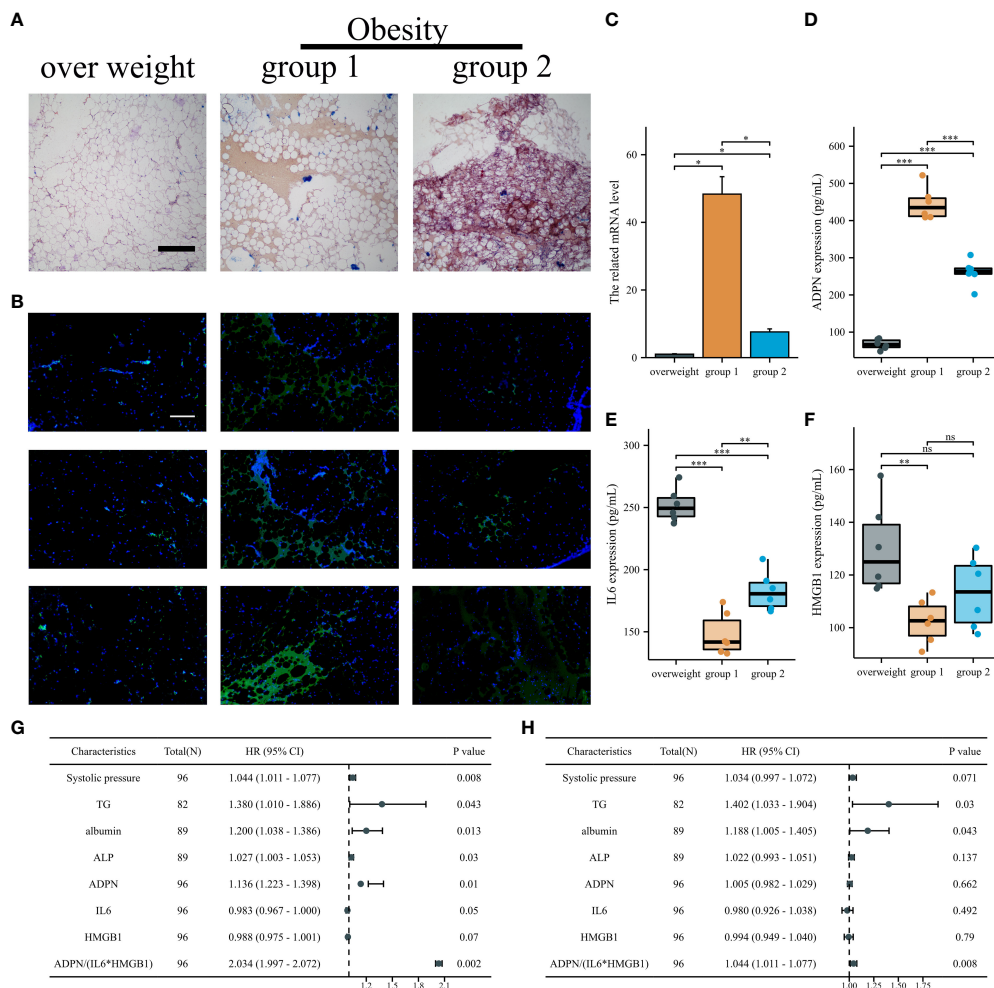 A
Obesity
over weight group 1 group 2
B
C
The related mRNA level
60
40
20
0
* * *
overweight group 1 group 2
D
ADPN expression (pg/mL)
600
500
400
300
200
100
*** *** ***
overweight group 1 group 2
E
IL6 expression (pg/mL)
300
250
200
150
** *** ***
overweight group 1 group 2
F
HMGB1 expression (pg/mL)
160
140
120
100
ns ns **
overweight group 1 group 2
G
Characteristics Total(N) HR (95% CI) P value
Systolic pressure 96 1.044 (1.011 - 1.077) 0.008
TG 82 1.380 (1.010 - 1.886) 0.043
albumin 89 1.200 (1.038 - 1.386) 0.013
ALP 89 1.027 (1.003 - 1.053) 0.03
ADPN 96 1.136 (1.223 - 1.398) 0.01
IL6 96 0.983 (0.967 - 1.000) 0.05
HMGB1 96 0.988 (0.975 - 1.001) 0.07
ADPN/(IL6*HMGB1) 96 2.034 (1.997 - 2.072) 0.002
1.2 1.5 1.8 2.1
H
Characteristics Total(N) HR (95% CI) P value
Systolic pressure 96 1.034 (0.997 - 1.072) 0.071
TG 82 1.402 (1.033 - 1.904) 0.03
albumin 89 1.188 (1.005 - 1.405) 0.043
ALP 89 1.022 (0.993 - 1.051) 0.137
ADPN 96 1.005 (0.982 - 1.029) 0.662
IL6 96 0.980 (0.926 - 1.038) 0.492
HMGB1 96 0.994 (0.949 - 1.040) 0.79
ADPN/(IL6*HMGB1) 96 1.044 (1.011 - 1.077) 0.008
1.00 1.25 1.50 1.75